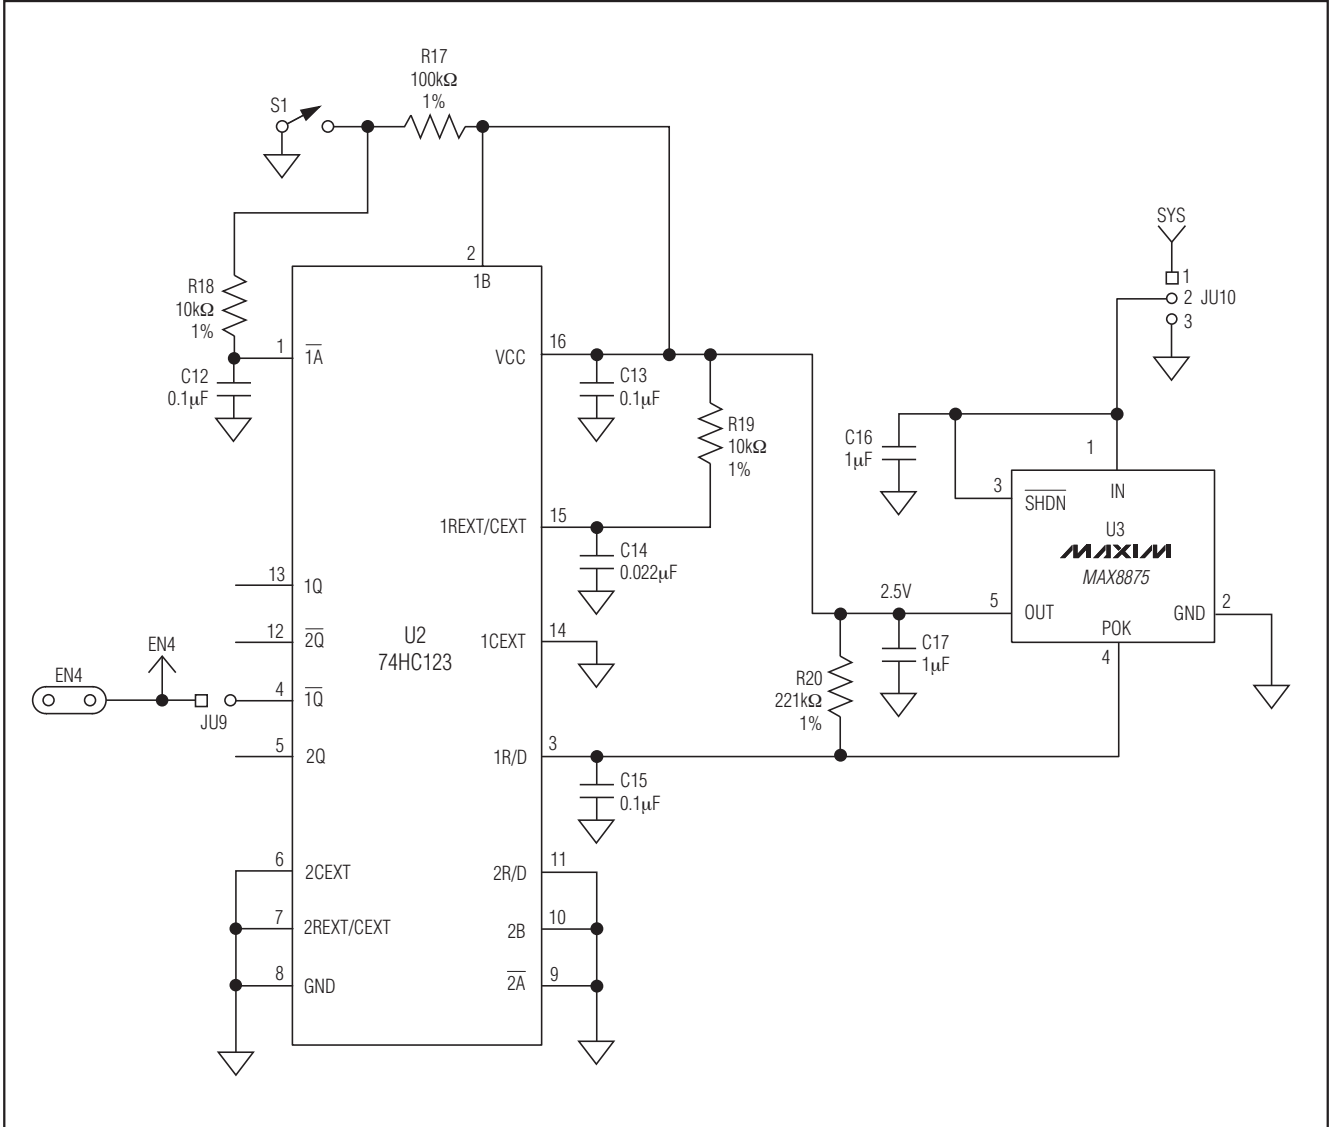 R17
100kΩ
1%
S1
SYS
1
2 JU10
3
2
1B
R18
10kΩ
1%
1
1A
C12
0.1µF
16
VCC
C13
0.1µF
R19
10kΩ
1%
C16
1µF
1
IN
3
SHDN
U3
MAXIM
MAX8875
15
1REXT/CEXT
C14
0.022µF
13
1Q
2.5V
5
OUT
GND
2
POK
4
12
2Q
U2
74HC123
14
1CEXT
C17
1µF
EN4
EN4
4
1Q
JU9
R20
221kΩ
1%
5
2Q
3
1R/D
C15
0.1µF
6
2CEXT
11
2R/D
7
2REXT/CEXT
10
2B
8
GND
9
2A